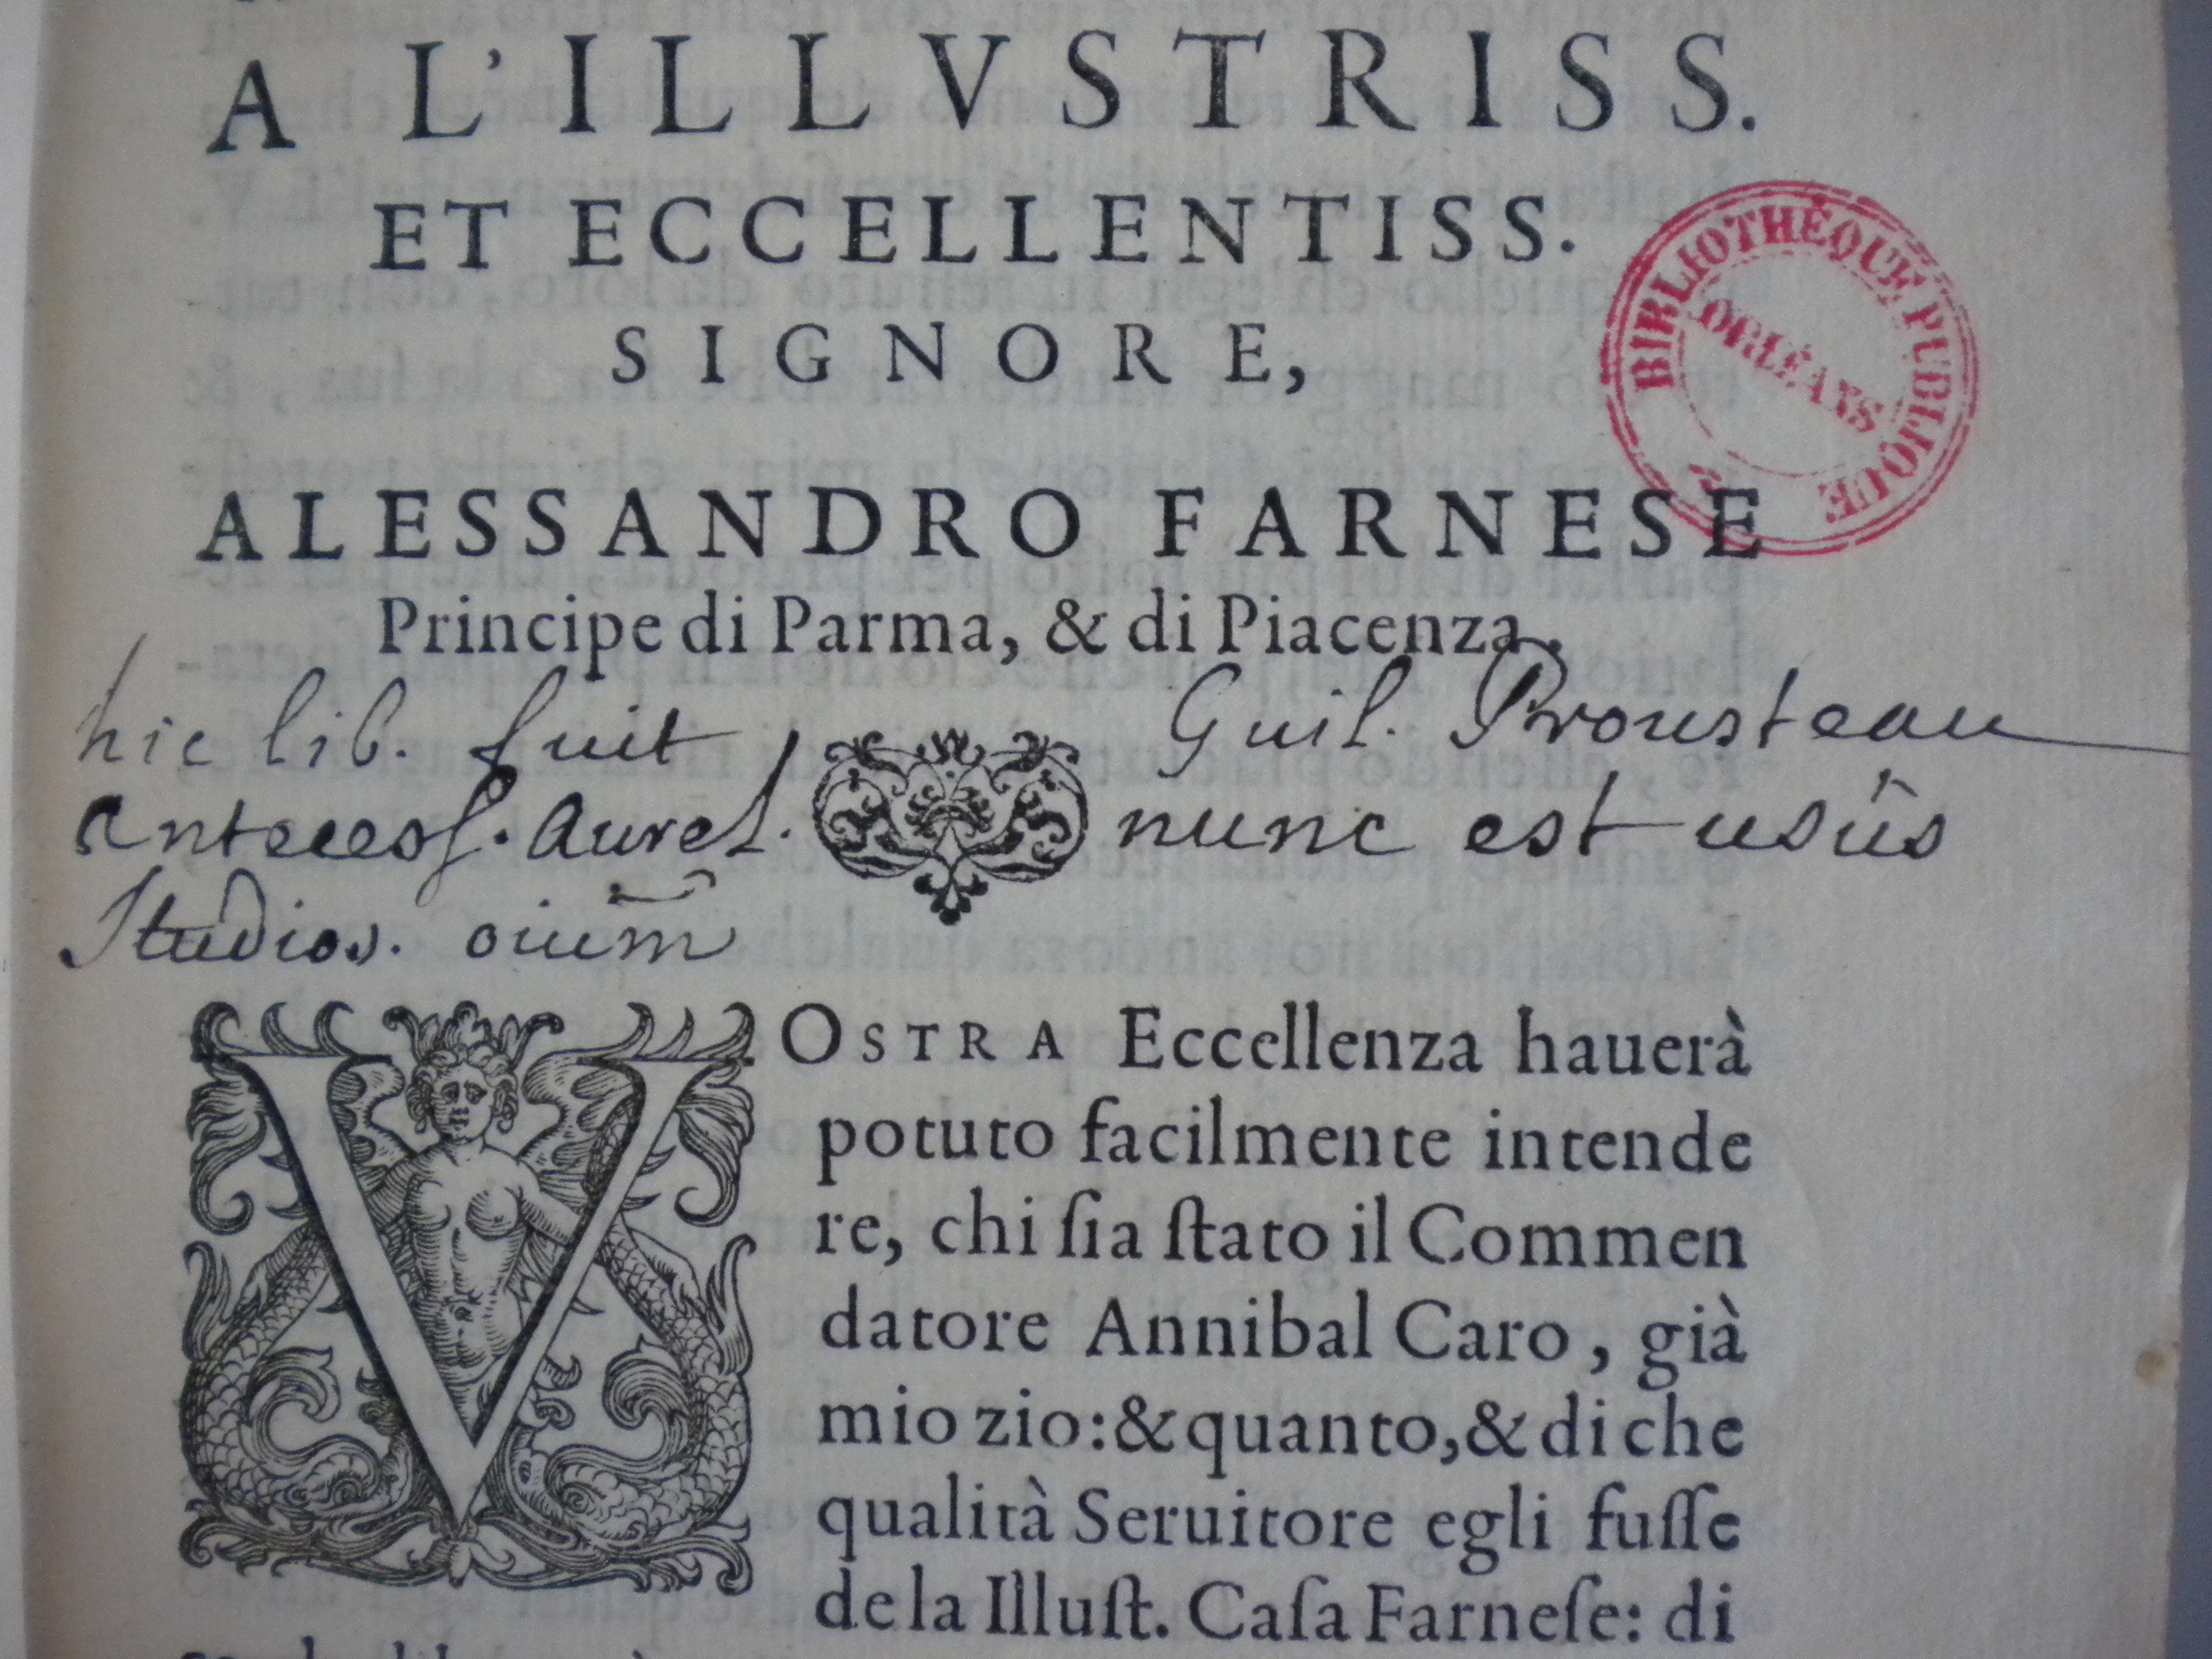 A L'ILLVSTRISS.
ET ECCELLENTISS.
SIGNORE,
BIBLIOTHÈQUE PUBLIQUE
ORLÉANS
ALESSANDRO FARNESE
Principe di Parma, & di Piacenza.
hic lib. fuit Guil. Prousteau
Antecess. Aurel. nunc est usûs
Studios. oium̅
VOSTRA Eccellenza hauerà
potuto facilmente intende
re, chi ſia ſtato il Commen
datore Annibal Caro, già
mio zio: & quanto, & di che
qualità Seruitore egli fuſſe
de la Illuſt. Caſa Farneſe: di